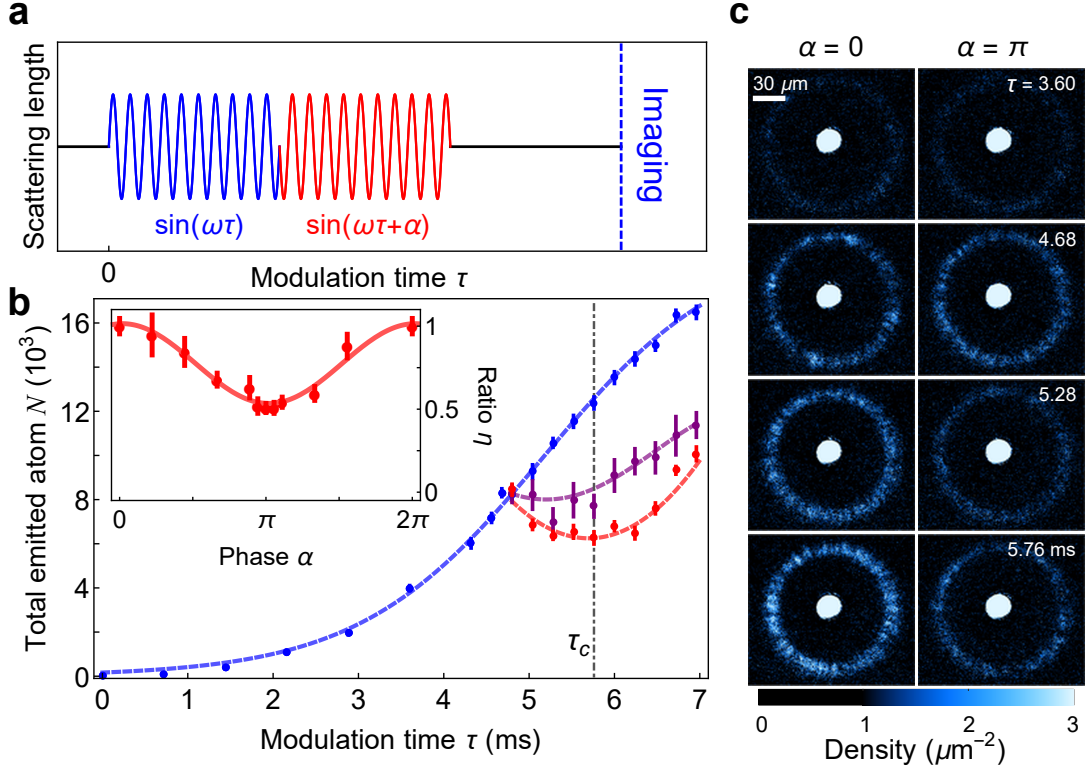 a
Scattering length
sin(ωτ)
sin(ωτ+α)
Imaging
0
Modulation time τ
b
Total emitted atom N (10³)
16
12
8
4
0
0 1 2 3 4 5 6 7
Modulation time τ (ms)
τc
1
0.5
0
Ratio η
0 π 2π
Phase α
c
α = 0
α = π
30 μm
τ = 3.60
4.68
5.28
5.76 ms
0 1 2 3
Density (μm⁻²)